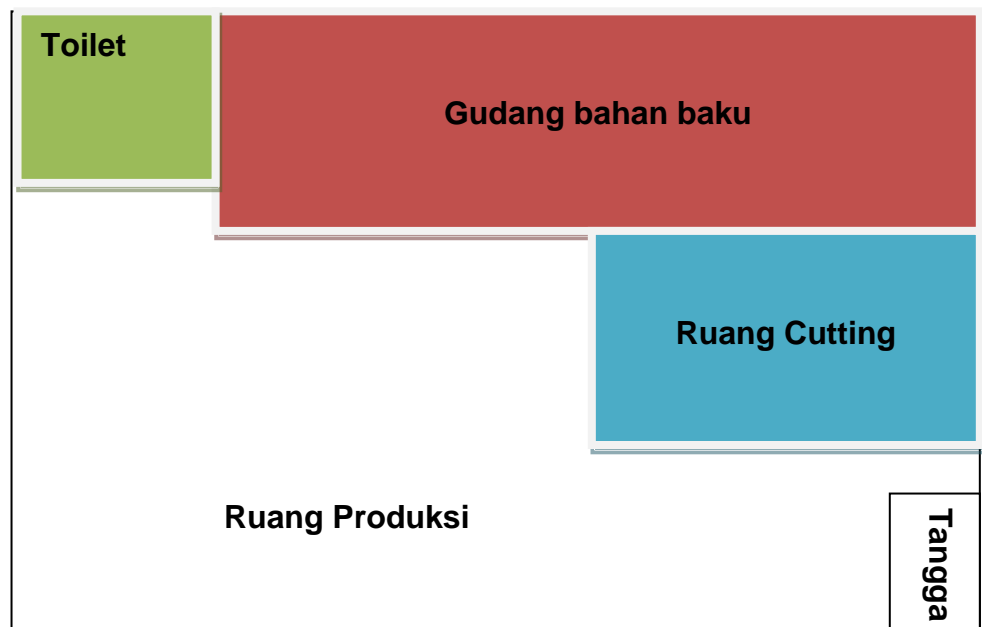 Toilet
Gudang bahan baku
Ruang Cutting
Ruang Produksi
Tangga